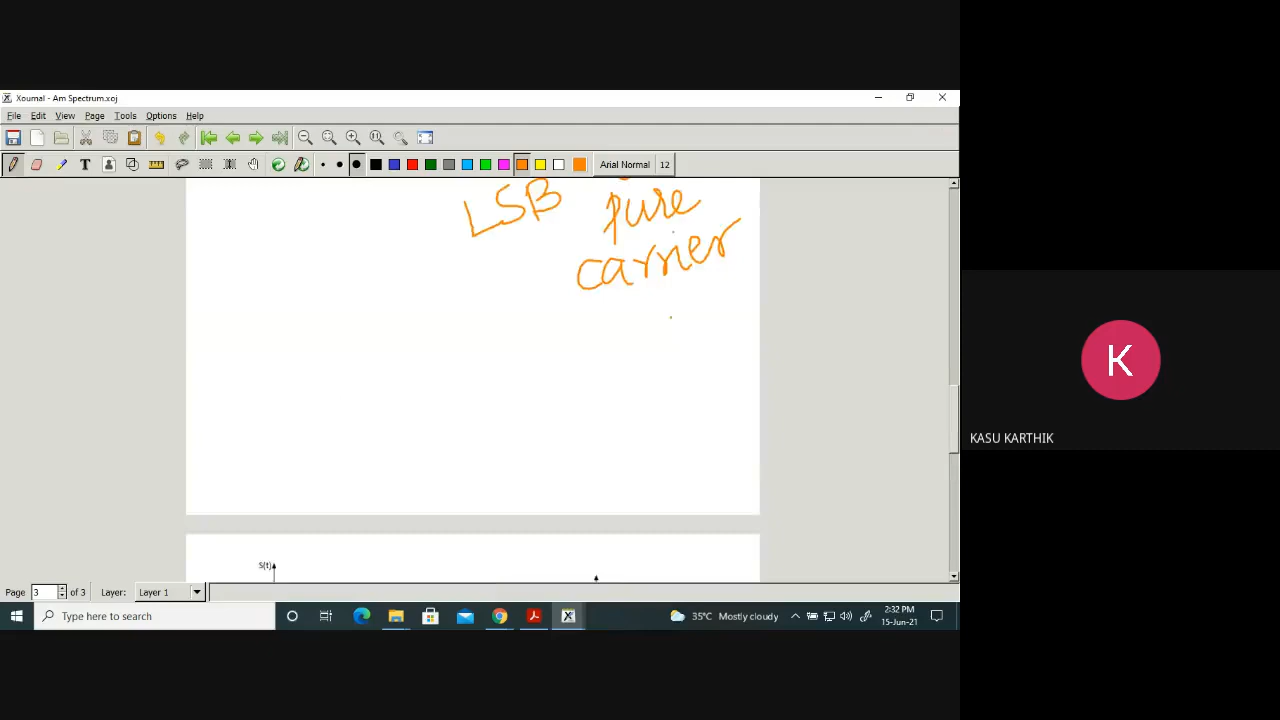 Xournal - Am Spectrum.xoj
File Edit View Page Tools Options Help
Arial Normal 12
LSB pure
carrier
S(t)
Page 3 of 3 Layer: Layer 1
Type here to search
35°C Mostly cloudy
2:32 PM
15-Jun-21
K
KASU KARTHIK